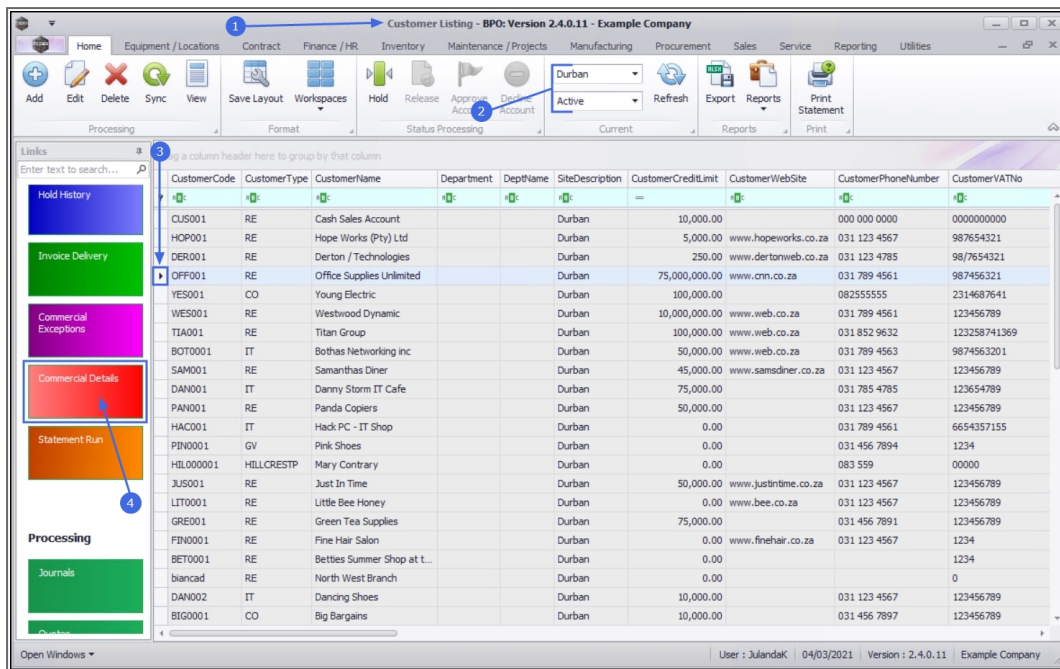 Customer Listing - BPO: Version 2.4.0.11 - Example Company
1
Home Equipment / Locations Contract Finance / HR Inventory Maintenance / Projects Manufacturing Procurement Sales Service Reporting Utilities
Add Edit Delete Sync View Save Layout Workspaces Hold Release Approve Account Decline Account Durban Active Refresh Export Reports Print Statement
2
Processing Format Status Processing Current Reports Print
Links
3
a column header here to group by that column
Enter text to search...
CustomerCode CustomerType CustomerName Department DeptName SiteDescription CustomerCreditLimit CustomerWebSite CustomerPhoneNumber CustomerVATNo
=
CUS001 RE Cash Sales Account Durban 10,000.00 000 000 0000 0000000000
HOP001 RE Hope Works (Pty) Ltd Durban 5,000.00 www.hopeworks.co.za 031 123 4567 987654321
DER001 RE Derton / Technologies Durban 250.00 www.dertonweb.co.za 031 123 4785 98/7654321
OFF001 RE Office Supplies Unlimited Durban 75,000,000.00 www.cnn.co.za 031 789 4561 987456321
YES001 CO Young Electric Durban 100,000.00 082555555 2314687641
WES001 RE Westwood Dynamic Durban 10,000,000.00 www.web.co.za 031 789 4561 123456789
TIA001 RE Titan Group Durban 100,000.00 www.web.co.za 031 852 9632 123258741369
BOT0001 IT Bothas Networking inc Durban 50,000.00 www.web.co.za 031 789 4563 9874563201
SAM001 RE Samanthas Diner Durban 45,000.00 www.samsdiner.co.za 031 123 4567 123456789
DAN001 IT Danny Storm IT Cafe Durban 75,000.00 031 785 4785 123654789
PAN001 RE Panda Copiers Durban 50,000.00 031 123 4567 123456789
HAC001 IT Hack PC - IT Shop Durban 0.00 031 789 4561 6654357155
PIN0001 GV Pink Shoes Durban 0.00 031 456 7894 1234
HIL000001 HILLCRESTP Mary Contrary Durban 0.00 083 559 00000
JUS001 RE Just In Time Durban 50,000.00 www.justintime.co.za 031 123 4567 123456789
LIT0001 RE Little Bee Honey Durban 0.00 www.bee.co.za 031 123 4567 123456789
GRE001 RE Green Tea Supplies Durban 75,000.00 031 456 7891 123456789
FIN0001 RE Fine Hair Salon Durban 0.00 www.finehair.co.za 031 123 4567 1234
BET0001 RE Betties Summer Shop at t... Durban 0.00 1234
biancad RE North West Branch Durban 0.00 0
DAN002 IT Dancing Shoes Durban 10,000.00 031 123 4567 123456789
BIG0001 CO Big Bargains Durban 10,000.00 031 456 7897 123456789
Hold History
Invoice Delivery
Commercial Exceptions
Commercial Details
Statement Run
4
Processing
Journals
Quotes
Open Windows
User : JulandaK 04/03/2021 Version : 2.4.0.11 Example Company